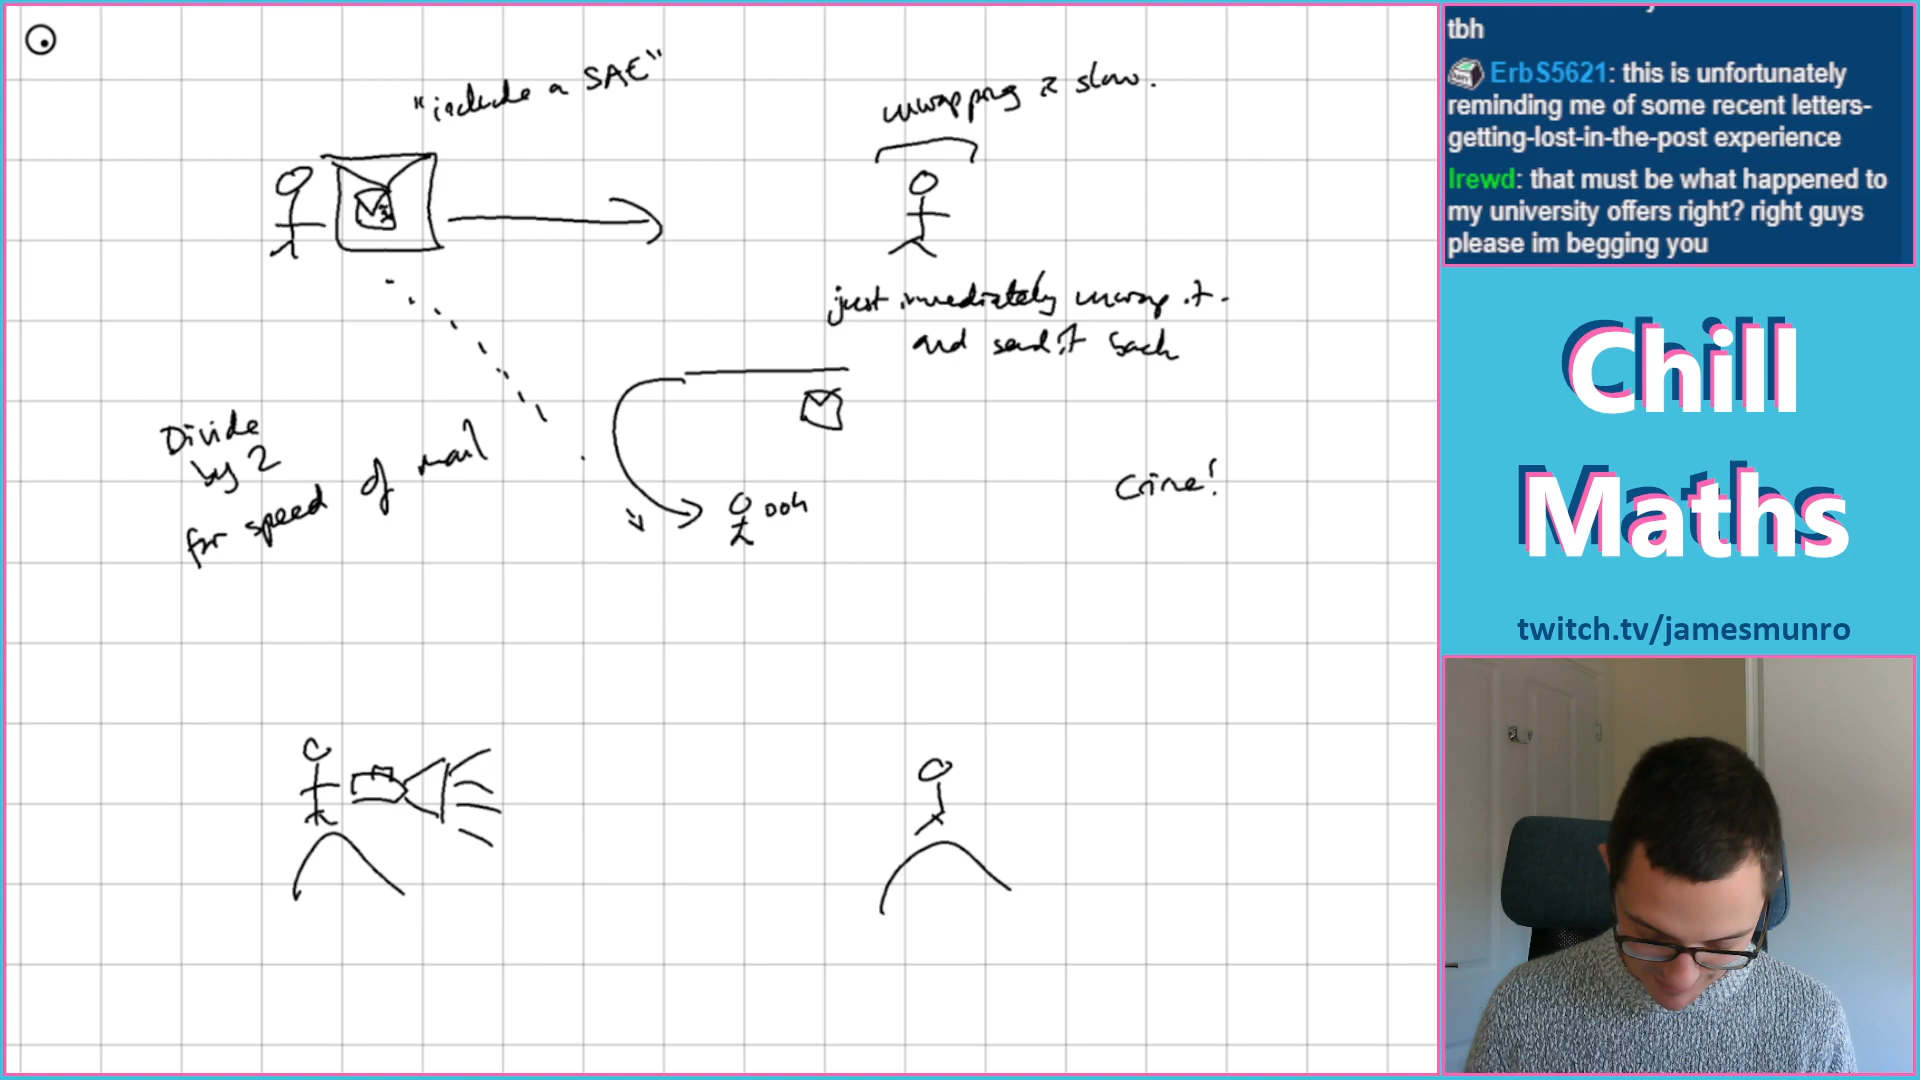 "include a SAE"
unwrapping is slow.
just immediately unwrap it.
and send it back
Divide
by 2
for speed of mail
ooh
Crime!
tbh
ErbS5621: this is unfortunately
reminding me of some recent letters-
getting-lost-in-the-post experience
lrewd: that must be what happened to
my university offers right? right guys
please im begging you
Chill
Maths
twitch.tv/jamesmunro